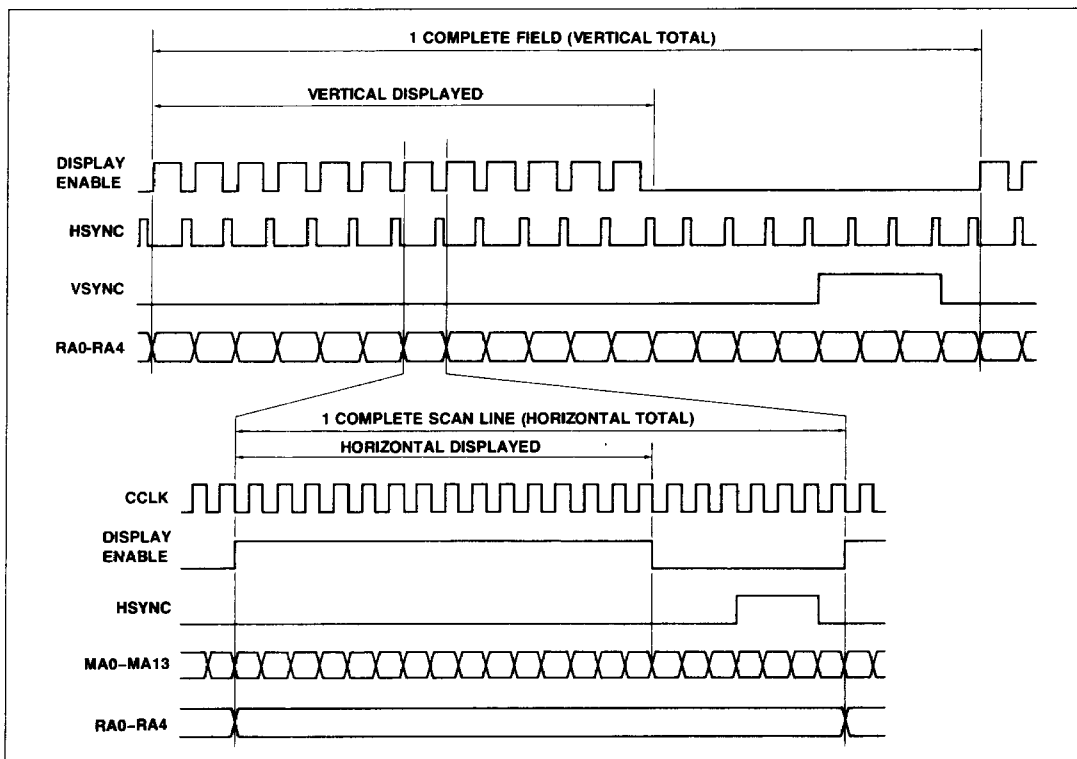 1 COMPLETE FIELD (VERTICAL TOTAL)
VERTICAL DISPLAYED
DISPLAY
ENABLE
HSYNC
VSYNC
RA0-RA4
1 COMPLETE SCAN LINE (HORIZONTAL TOTAL)
HORIZONTAL DISPLAYED
CCLK
DISPLAY
ENABLE
HSYNC
MA0-MA13
RA0-RA4